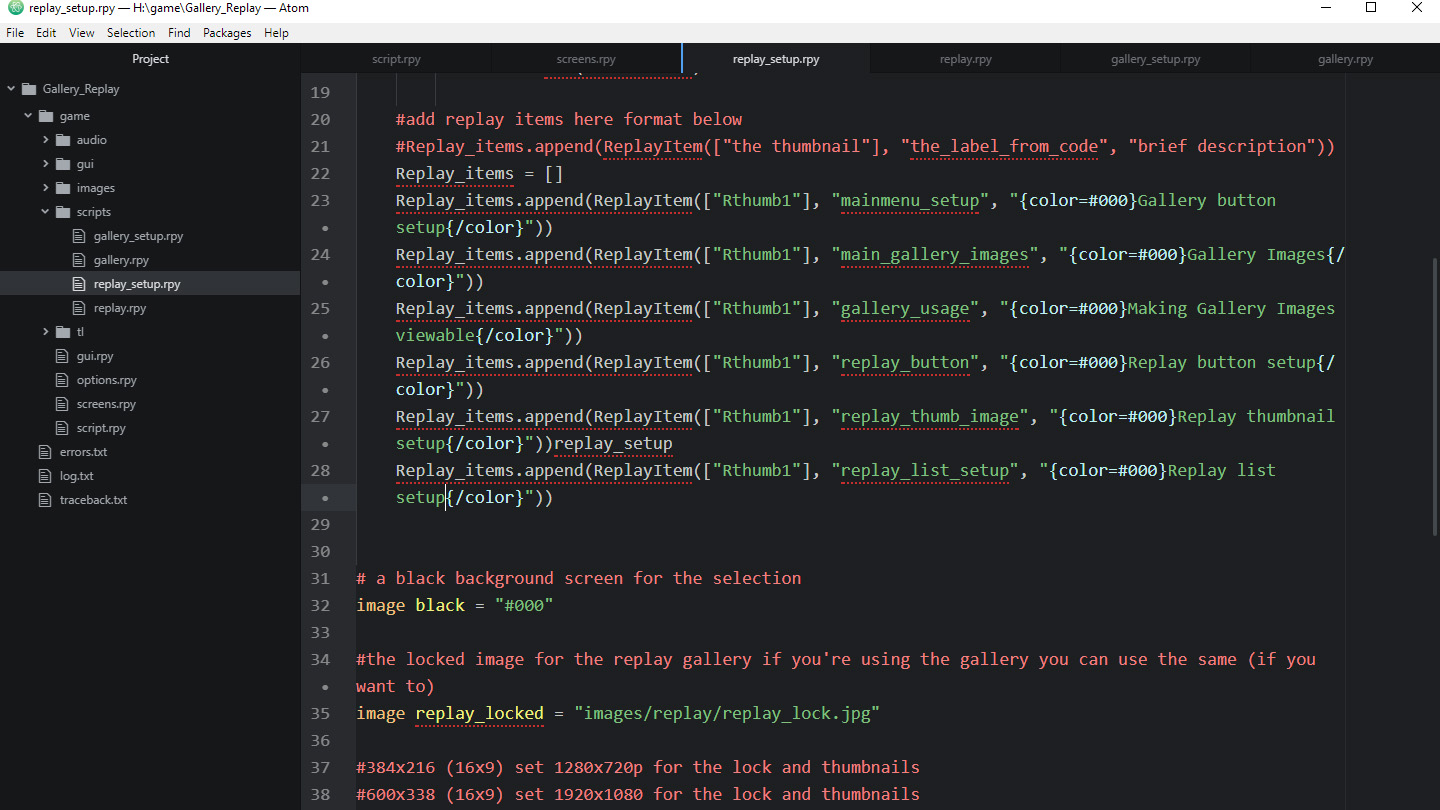 replay_setup.rpy — H:\game\Gallery_Replay — Atom
File Edit View Selection Find Packages Help
Project
script.rpy screens.rpy replay_setup.rpy replay.rpy gallery_setup.rpy gallery.rpy
Gallery_Replay
game
audio
gui
images
scripts
gallery_setup.rpy
gallery.rpy
replay_setup.rpy
replay.rpy
tl
gui.rpy
options.rpy
screens.rpy
script.rpy
errors.txt
log.txt
traceback.txt
19
20 #add replay items here format below
21 #Replay_items.append(ReplayItem(["the thumbnail"], "the_label_from_code", "brief description"))
22 Replay_items = []
23 Replay_items.append(ReplayItem(["Rthumb1"], "mainmenu_setup", "{color=#000}Gallery button
• setup{/color}"))
24 Replay_items.append(ReplayItem(["Rthumb1"], "main_gallery_images", "{color=#000}Gallery Images{/
• color}"))
25 Replay_items.append(ReplayItem(["Rthumb1"], "gallery_usage", "{color=#000}Making Gallery Images
• viewable{/color}"))
26 Replay_items.append(ReplayItem(["Rthumb1"], "replay_button", "{color=#000}Replay button setup{/
• color}"))
27 Replay_items.append(ReplayItem(["Rthumb1"], "replay_thumb_image", "{color=#000}Replay thumbnail
• setup{/color}"))replay_setup
28 Replay_items.append(ReplayItem(["Rthumb1"], "replay_list_setup", "{color=#000}Replay list
• setup{/color}"))
29
30
31 # a black background screen for the selection
32 image black = "#000"
33
34 #the locked image for the replay gallery if you're using the gallery you can use the same (if you
• want to)
35 image replay_locked = "images/replay/replay_lock.jpg"
36
37 #384x216 (16x9) set 1280x720p for the lock and thumbnails
38 #600x338 (16x9) set 1920x1080 for the lock and thumbnails